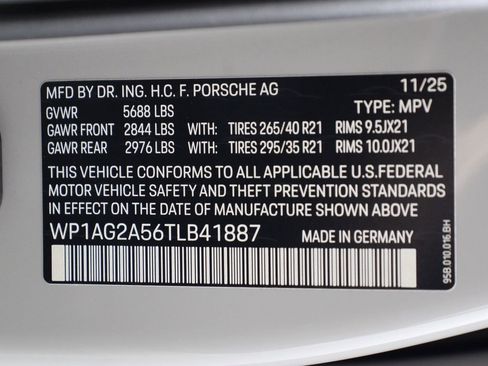 MFD BY DR. ING. H.C. F. PORSCHE AG 11/25
GVWR 5688 LBS TYPE: MPV
GAWR FRONT 2844 LBS WITH: TIRES 265/40 R21 RIMS 9.5JX21
GAWR REAR 2976 LBS WITH: TIRES 295/35 R21 RIMS 10.0JX21
THIS VEHICLE CONFORMS TO ALL APPLICABLE U.S.FEDERAL
MOTOR VEHICLE SAFETY AND THEFT PREVENTION STANDARDS
IN EFFECT ON THE DATE OF MANUFACTURE SHOWN ABOVE
WP1AG2A56TLB41887 MADE IN GERMANY
95B.010.016.BH